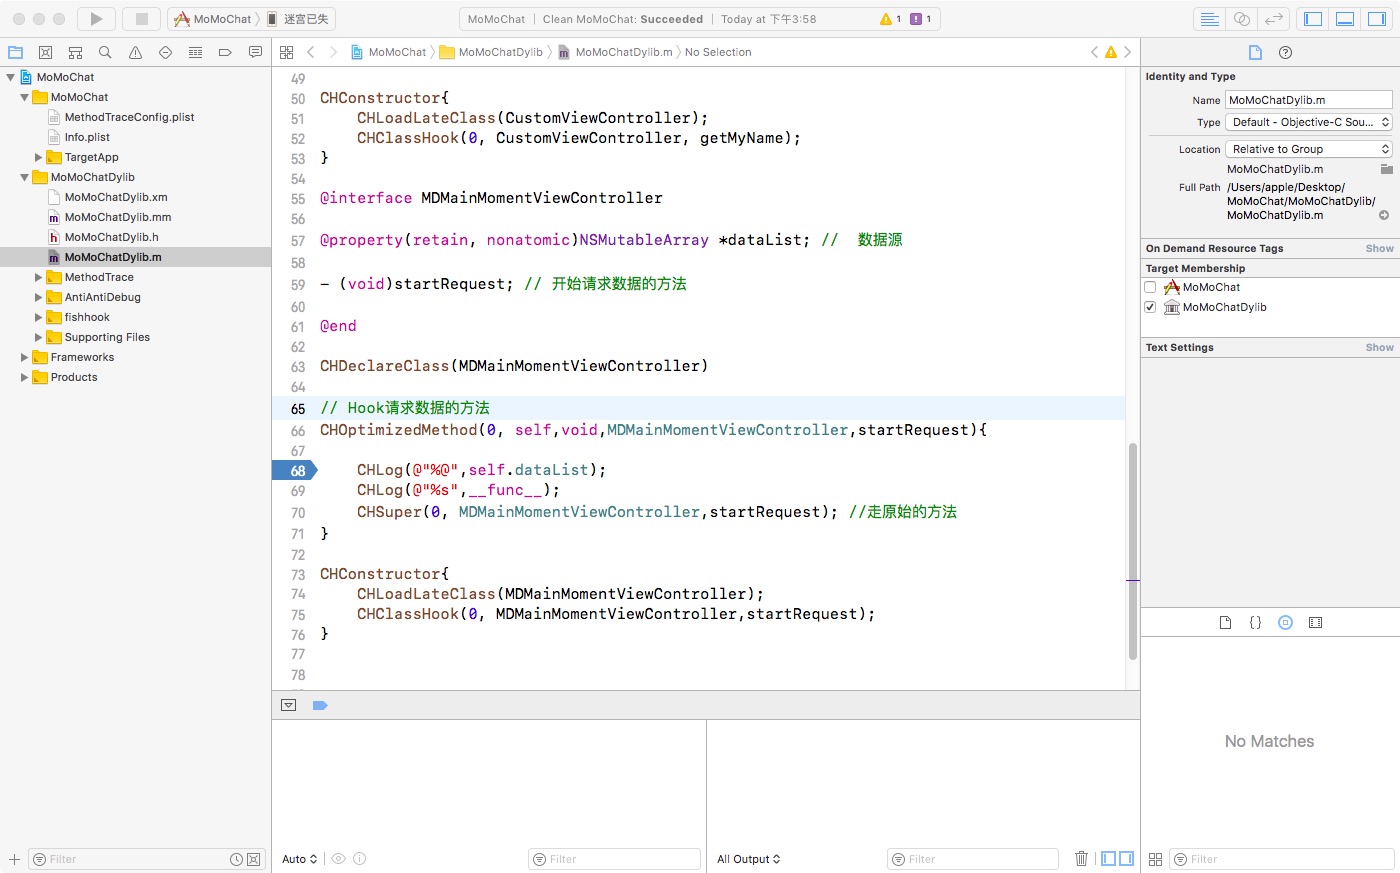 MoMoChat 〉 迷宫已失
MoMoChat | Clean MoMoChat: Succeeded | Today at 下午3:58
1 1
MoMoChat 〉 MoMoChatDylib 〉 MoMoChatDylib.m 〉 No Selection
MoMoChat
MoMoChat
MethodTraceConfig.plist
Info.plist
TargetApp
MoMoChatDylib
MoMoChatDylib.xm
MoMoChatDylib.mm
MoMoChatDylib.h
MoMoChatDylib.m
MethodTrace
AntiAntiDebug
fishhook
Supporting Files
Frameworks
Products
Filter
49
50 CHConstructor{
51     CHLoadLateClass(CustomViewController);
52     CHClassHook(0, CustomViewController, getMyName);
53 }
54
55 @interface MDMainMomentViewController
56
57 @property(retain, nonatomic)NSMutableArray *dataList; //  数据源
58
59 - (void)startRequest; // 开始请求数据的方法
60
61 @end
62
63 CHDeclareClass(MDMainMomentViewController)
64
65 // Hook请求数据的方法
66 CHOptimizedMethod(0, self,void,MDMainMomentViewController,startRequest){
67
68     CHLog(@"%@",self.dataList);
69     CHLog(@"%s",__func__);
70     CHSuper(0, MDMainMomentViewController,startRequest); //走原始的方法
71 }
72
73 CHConstructor{
74     CHLoadLateClass(MDMainMomentViewController);
75     CHClassHook(0, MDMainMomentViewController,startRequest);
76 }
77
78
Auto
Filter
All Output
Filter
Identity and Type
Name MoMoChatDylib.m
Type Default - Objective-C Sou...
Location Relative to Group
MoMoChatDylib.m
Full Path /Users/apple/Desktop/
MoMoChat/MoMoChatDylib/
MoMoChatDylib.m
On Demand Resource Tags Show
Target Membership
MoMoChat
MoMoChatDylib
Text Settings Show
{}
No Matches
Filter